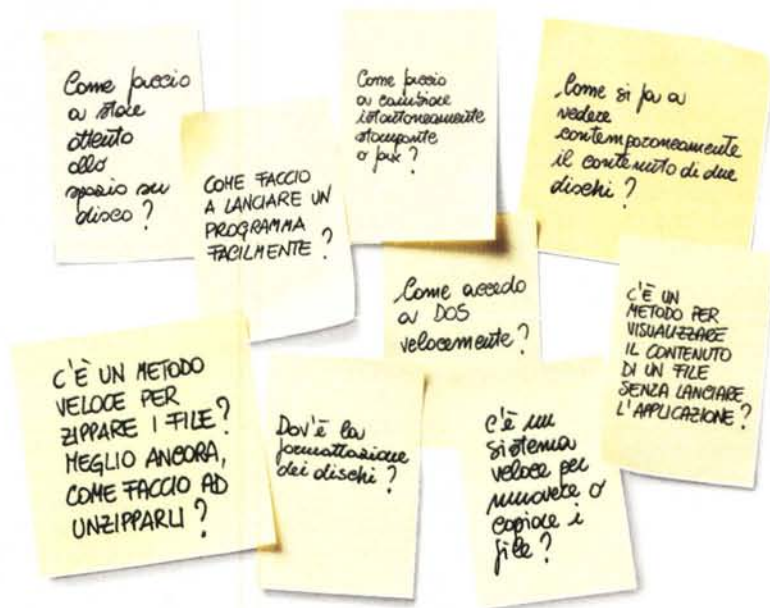 Come faccio
a stare
attento
allo
spazio su
disco?
COME FACCIO
A LANCIARE UN
PROGRAMMA
FACILMENTE?
Come faccio
a cambiare
istantaneamente
stampante
o fax?
Come si fa a
vedere
contemporaneamente
il contenuto di due
dischi?
Come accedo
a DOS
velocemente?
C'È UN
METODO PER
VISUALIZZARE
IL CONTENUTO
DI UN FILE
SENZA LANCIARE
L'APPLICAZIONE?
C'È UN METODO
VELOCE PER
ZIPPARE I FILE?
MEGLIO ANCORA,
COME FACCIO AD
UNZIPPARLI?
Dov'è la
formattazione
dei dischi?
C'è un
sistema
veloce per
muovere o
copiare i
file?